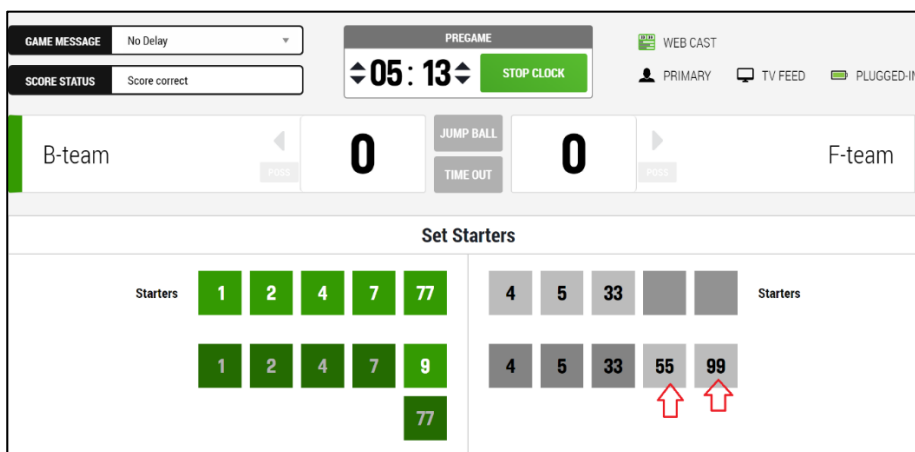 GAME MESSAGE No Delay
PREGAME
WEB CAST
SCORE STATUS Score correct
05 : 13
STOP CLOCK
PRIMARY TV FEED PLUGGED-IN
B-team
POSS
0
JUMP BALL
TIME OUT
0
POSS
F-team
Set Starters
Starters 1 2 4 7 77
4 5 33 Starters
1 2 4 7 9
77
4 5 33 55 99